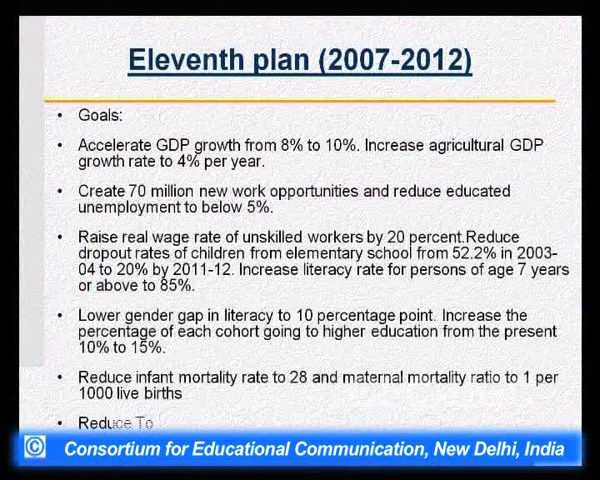 Eleventh plan (2007-2012)
• Goals:
• Accelerate GDP growth from 8% to 10%. Increase agricultural GDP
growth rate to 4% per year.
• Create 70 million new work opportunities and reduce educated
unemployment to below 5%.
• Raise real wage rate of unskilled workers by 20 percent.Reduce
dropout rates of children from elementary school from 52.2% in 2003-
04 to 20% by 2011-12. Increase literacy rate for persons of age 7 years
or above to 85%.
• Lower gender gap in literacy to 10 percentage point. Increase the
percentage of each cohort going to higher education from the present
10% to 15%.
• Reduce infant mortality rate to 28 and maternal mortality ratio to 1 per
1000 live births
• Reduce To
© Consortium for Educational Communication, New Delhi, India